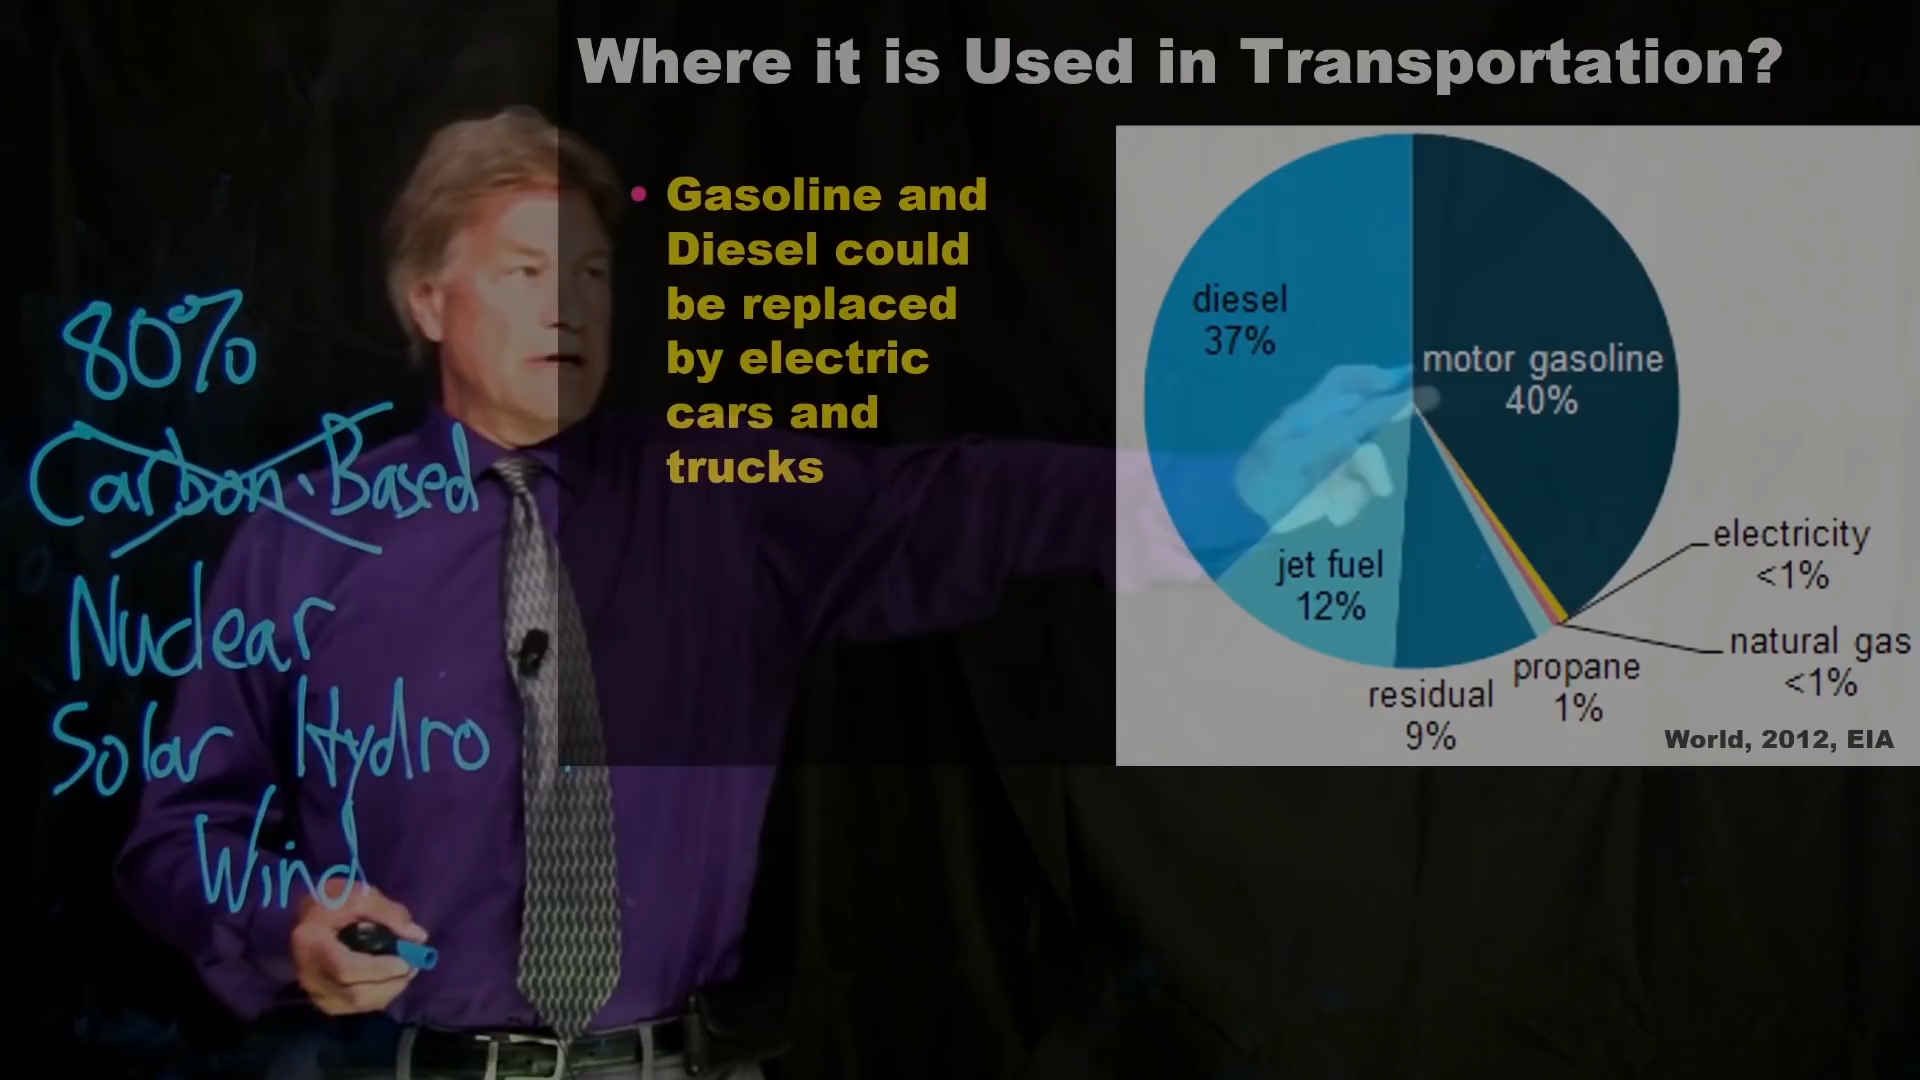 Where it is Used in Transportation?
80%
Carbon-Based
Nuclear
Solar Hydro
Wind
• Gasoline and
Diesel could
be replaced
by electric
cars and
trucks
diesel
37%
motor gasoline
40%
electricity
<1%
natural gas
<1%
propane
1%
residual
9%
jet fuel
12%
World, 2012, EIA